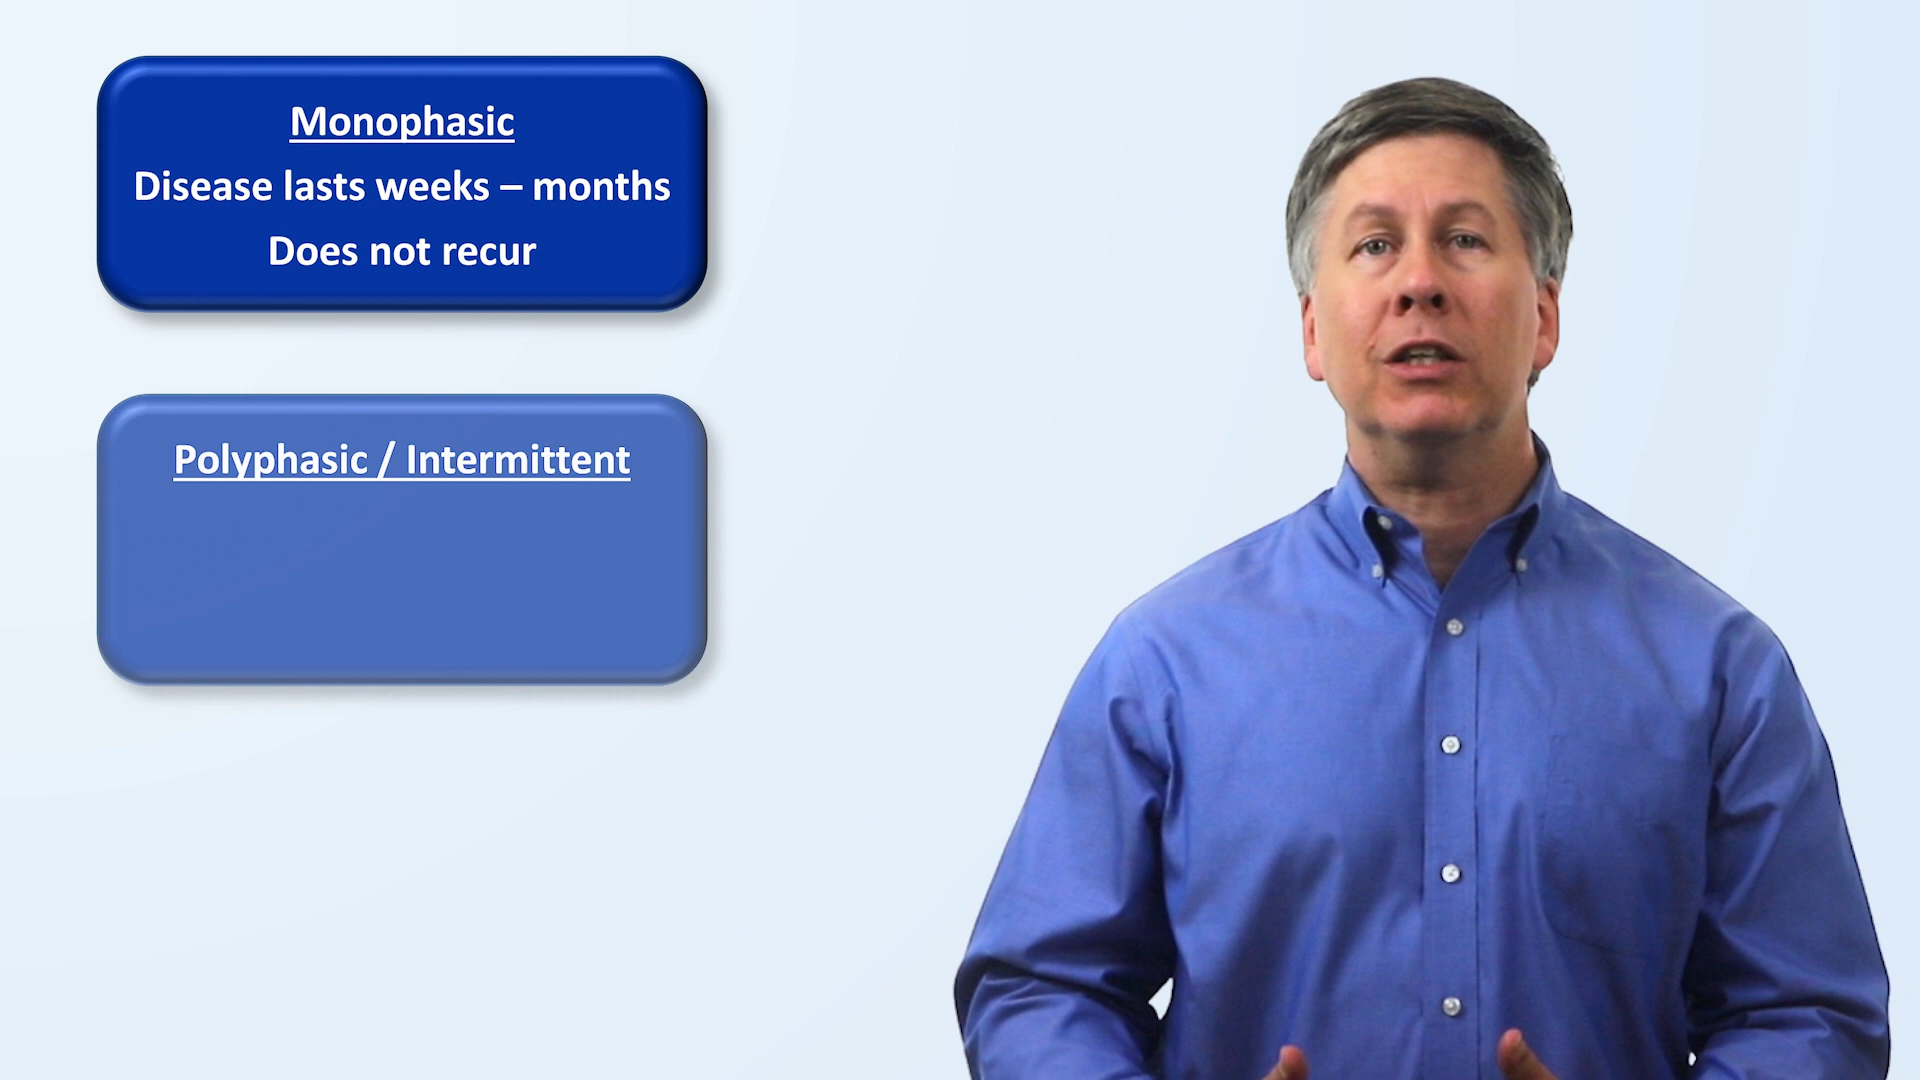 Monophasic
Disease lasts weeks – months
Does not recur
Polyphasic / Intermittent